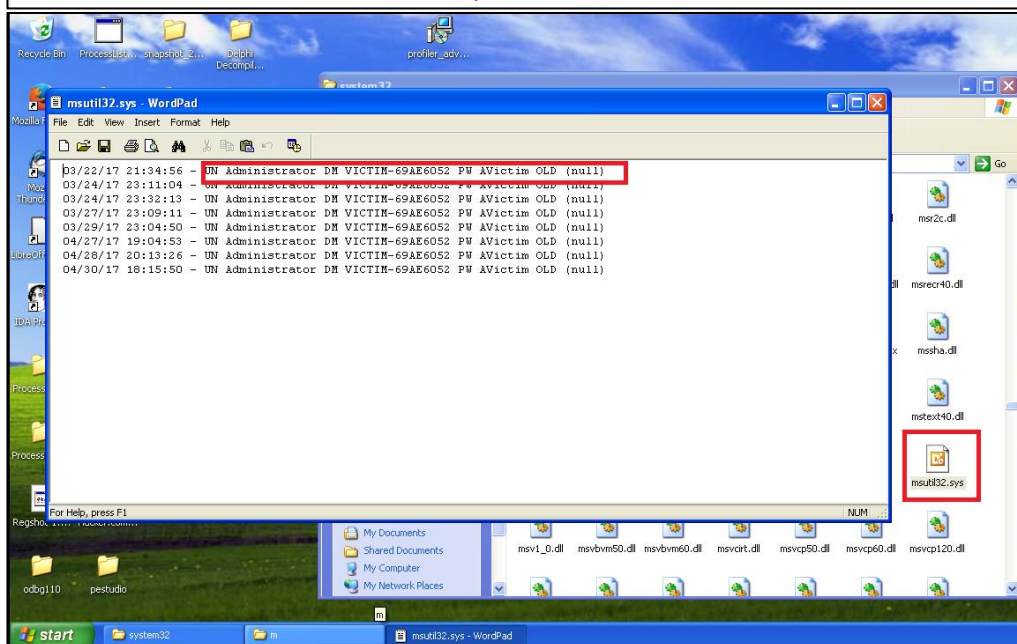 Recycle Bin
ProcessList...
snapshot_2...
Delphi
Decompil...
profiler_adv...
system32
msutil32.sys - WordPad
File Edit View Insert Format Help
03/22/17 21:34:56 - UN Administrator DM VICTIM-69AE6052 PW AVictim OLD (null)
03/24/17 23:11:04 - UN Administrator DM VICTIM-69AE6052 PW AVictim OLD (null)
03/24/17 23:32:13 - UN Administrator DM VICTIM-69AE6052 PW AVictim OLD (null)
03/27/17 23:09:11 - UN Administrator DM VICTIM-69AE6052 PW AVictim OLD (null)
03/29/17 23:04:50 - UN Administrator DM VICTIM-69AE6052 PW AVictim OLD (null)
04/27/17 19:04:53 - UN Administrator DM VICTIM-69AE6052 PW AVictim OLD (null)
04/28/17 20:13:26 - UN Administrator DM VICTIM-69AE6052 PW AVictim OLD (null)
04/30/17 18:15:50 - UN Administrator DM VICTIM-69AE6052 PW AVictim OLD (null)
For Help, press F1
NUM
Go
msr2c.dll
msrecr40.dll
mssha.dll
mstext40.dll
msutil32.sys
Mozilla F
Moz
Thunde
LibreOffi
IDA Pro
Process
Process
My Documents
Shared Documents
My Computer
My Network Places
msv1_0.dll
msvbvm50.dll
msvbvm60.dll
msvcirt.dll
msvcp50.dll
msvcp60.dll
msvcp120.dll
odbg110
pestudio
m
start
system32
m
msutil32.sys - WordPad